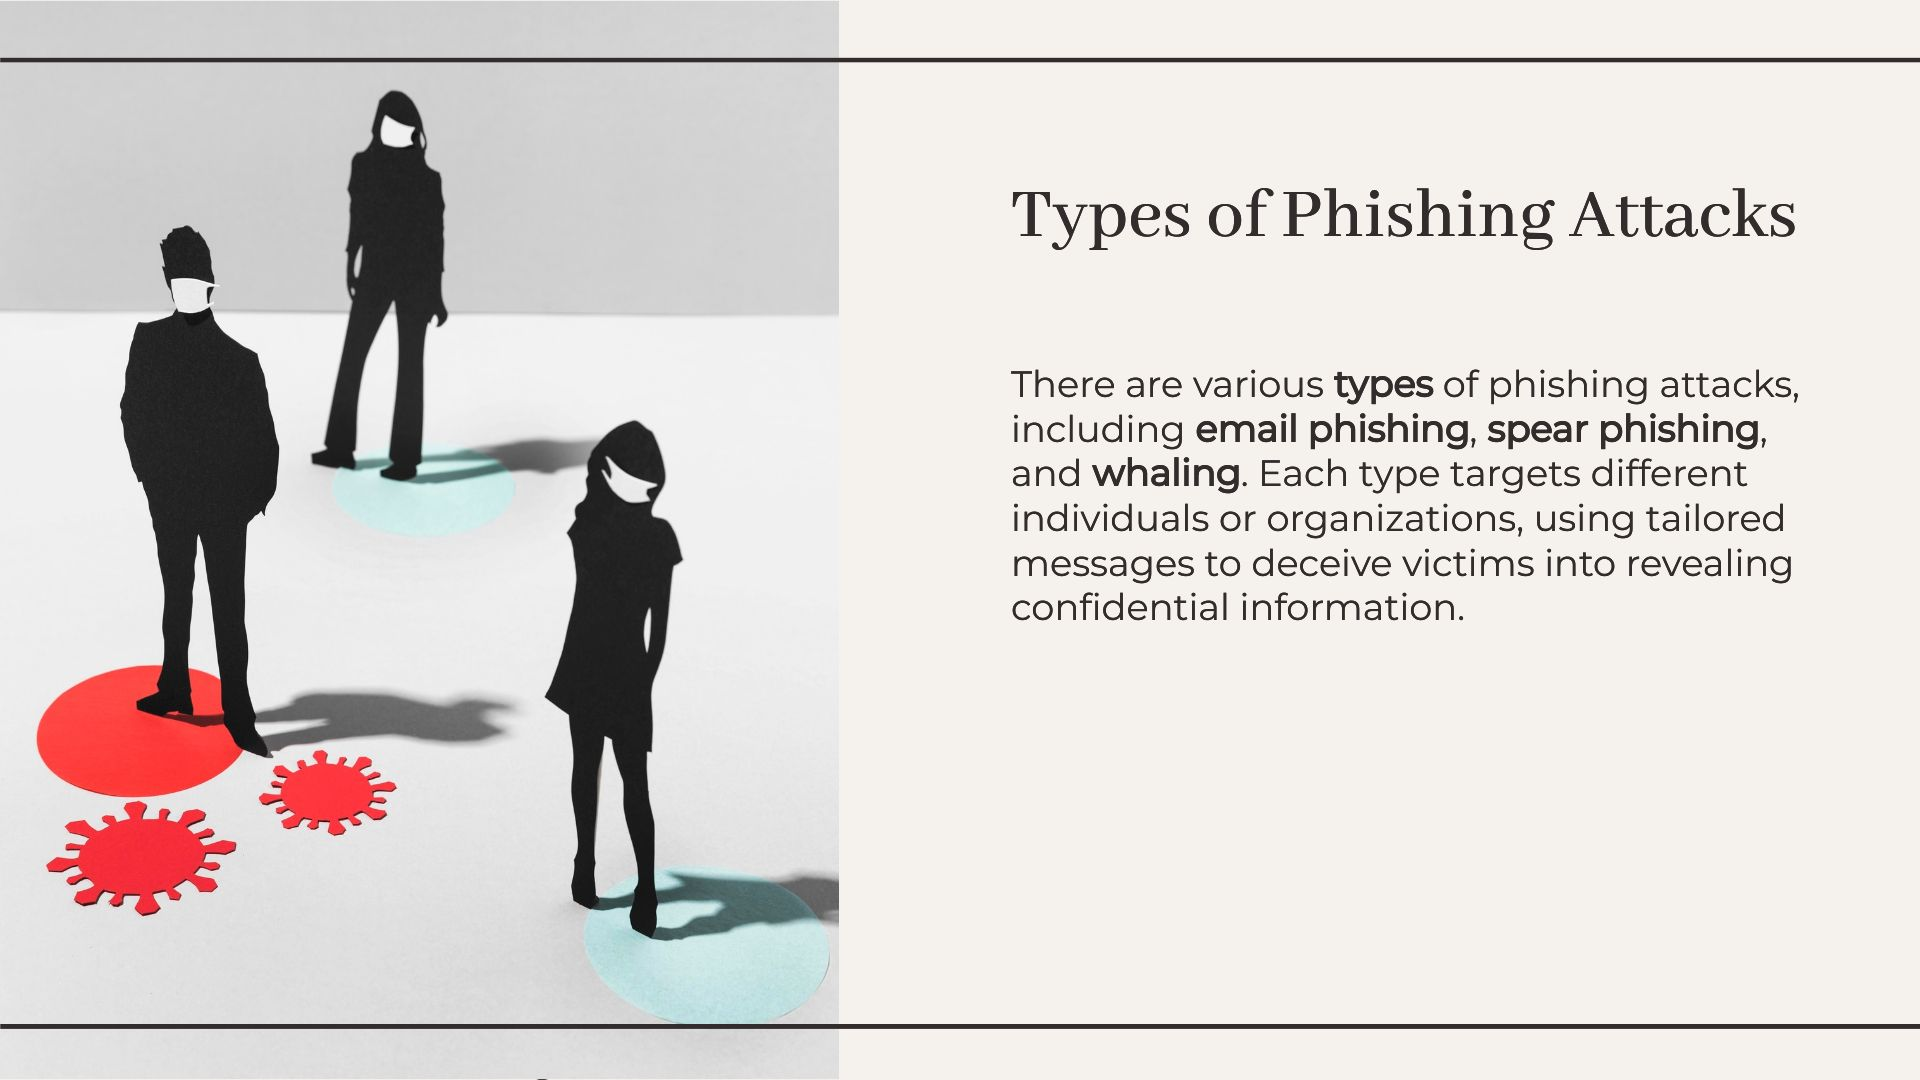 Types of Phishing Attacks
There are various types of phishing attacks,
including email phishing, spear phishing,
and whaling. Each type targets different
individuals or organizations, using tailored
messages to deceive victims into revealing
confidential information.